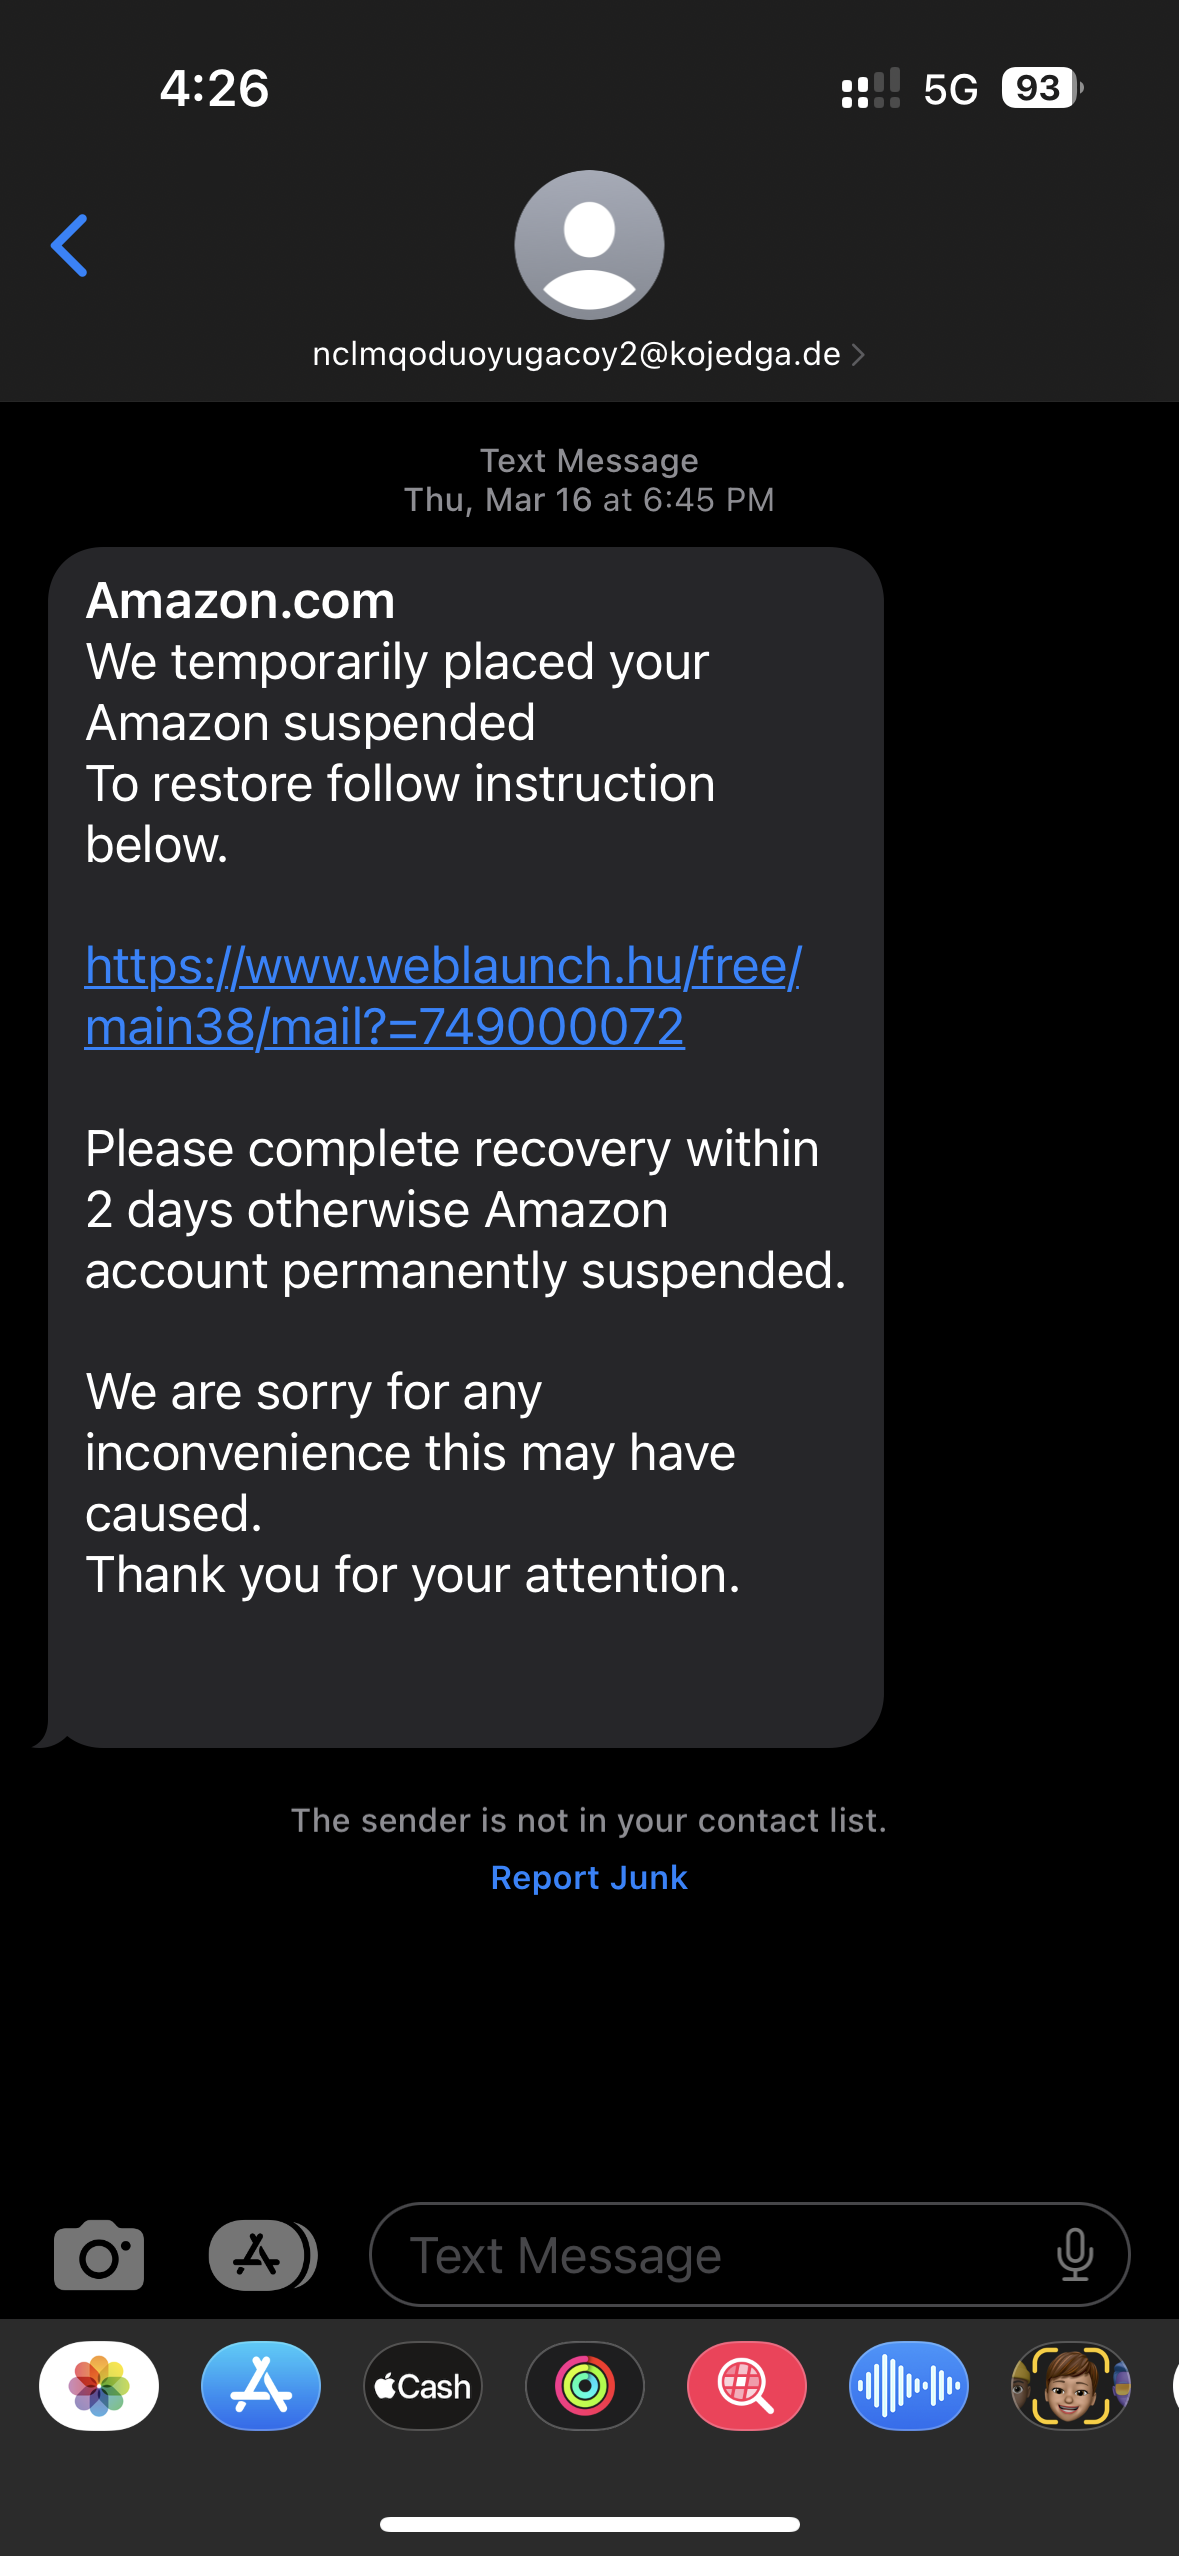 4:26 5G 93
nclmqoduoyugacoy2@kojedga.de
Text Message
Thu, Mar 16 at 6:45 PM
Amazon.com
We temporarily placed your
Amazon suspended
To restore follow instruction
below.
https://www.weblaunch.hu/free/
main38/mail?=749000072
Please complete recovery within
2 days otherwise Amazon
account permanently suspended.
We are sorry for any
inconvenience this may have
caused.
Thank you for your attention.
The sender is not in your contact list.
Report Junk
Text Message
Cash